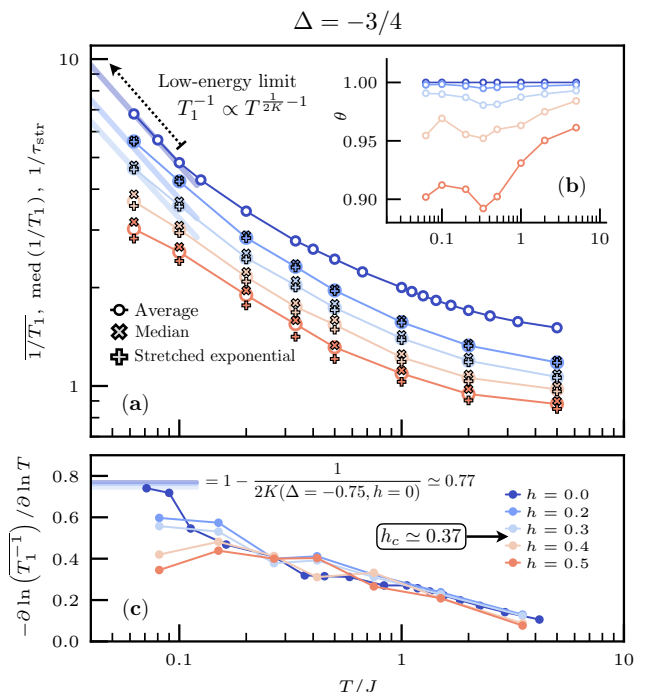 Δ = −3/4
10
2
1
1/T₁, med (1/T₁), 1/τ_str
Low-energy limit
T₁⁻¹ ∝ T^{1/(2K) − 1}
Average
Median
Stretched exponential
(a)
1.00
0.95
0.90
θ
0.1
1
10
(b)
0.8
0.6
0.4
0.2
0.0
−∂ ln (T₁⁻¹) / ∂ ln T
= 1 − 1/(2K(Δ = −0.75, h = 0)) ≃ 0.77
h = 0.0
h = 0.2
h = 0.3
h = 0.4
h = 0.5
h_c ≃ 0.37
(c)
0.1
1
10
T/J